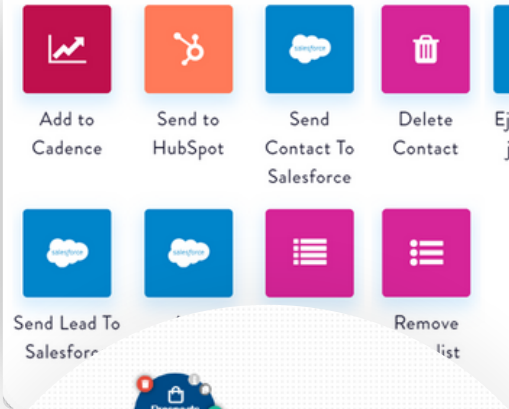 salesforce
Add to
Send to
Send
Delete
Cadence
HubSpot
Contact To
Contact
Salesforce
salesforce
salesforce
Send Lead To
Remove
list